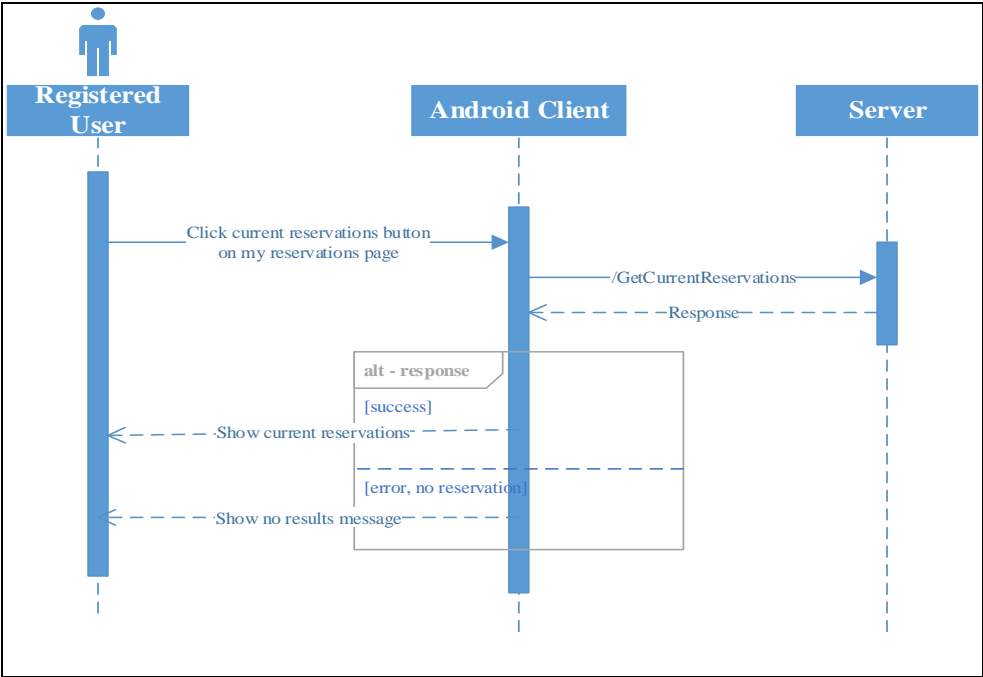 Registered
User
Android Client
Server
Click current reservations button
on my reservations page
/GetCurrentReservations
Response
alt - response
[success]
Show current reservations
[error, no reservation]
Show no results message